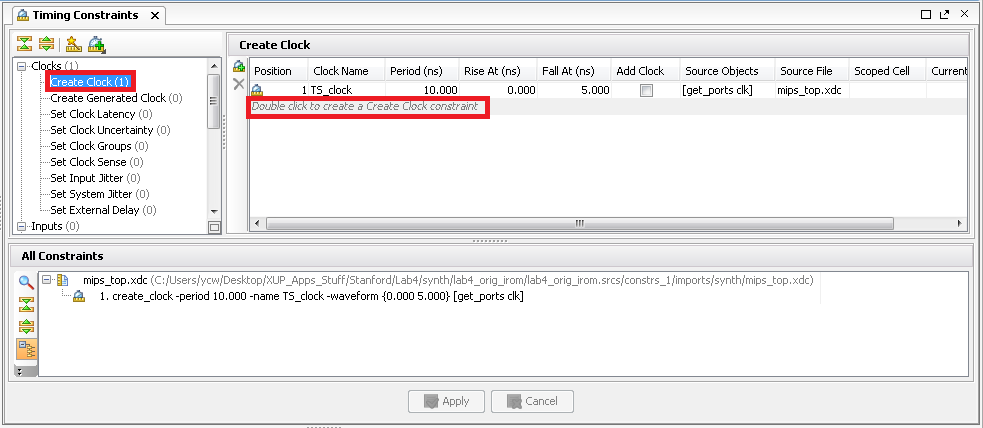 Timing Constraints
Create Clock
Clocks (1)
Create Clock (1)
Create Generated Clock (0)
Set Clock Latency (0)
Set Clock Uncertainty (0)
Set Clock Groups (0)
Set Clock Sense (0)
Set Input Jitter (0)
Set System Jitter (0)
Set External Delay (0)
Inputs (0)
Position Clock Name Period (ns) Rise At (ns) Fall At (ns) Add Clock Source Objects Source File Scoped Cell Current
1 TS_clock 10.000 0.000 5.000 [get_ports clk] mips_top.xdc
Double click to create a Create Clock constraint
All Constraints
mips_top.xdc (C:/Users/ycw/Desktop/XUP_Apps_Stuff/Stanford/Lab4/synth/lab4_orig_irom/lab4_orig_irom.srcs/constrs_1/imports/synth/mips_top.xdc)
1. create_clock -period 10.000 -name TS_clock -waveform {0.000 5.000} [get_ports clk]
Apply Cancel